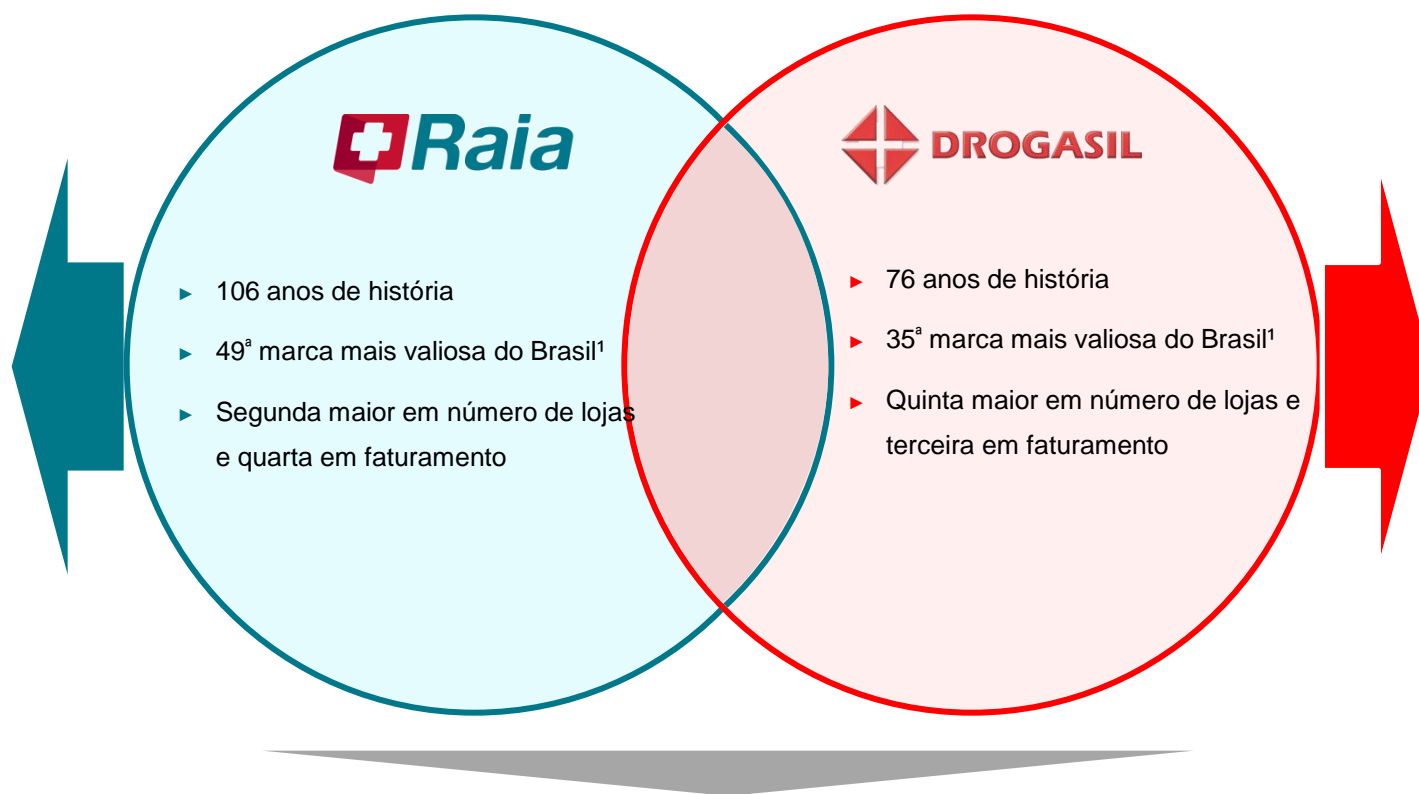 Raia
106 anos de história
49ª marca mais valiosa do Brasil¹
Segunda maior em número de lojas
e quarta em faturamento
DROGASIL
76 anos de história
35ª marca mais valiosa do Brasil¹
Quinta maior em número de lojas e
terceira em faturamento